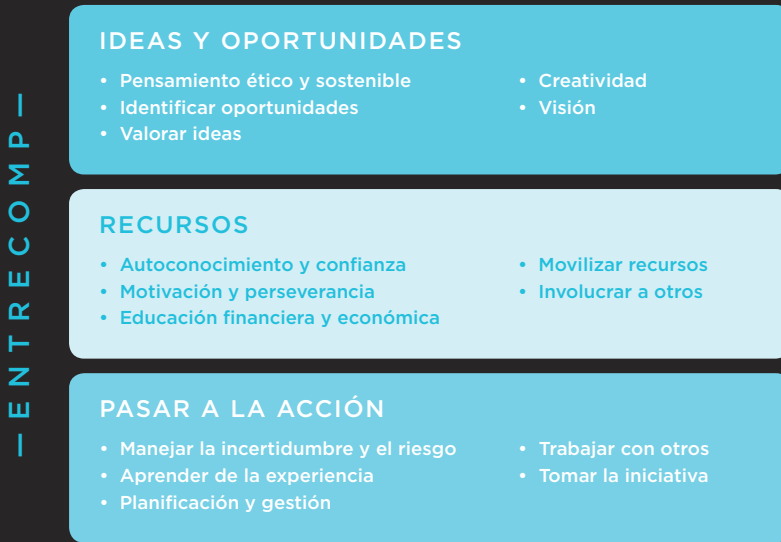 —ENTRECOMP—
IDEAS Y OPORTUNIDADES
• Pensamiento ético y sostenible
• Identificar oportunidades
• Valorar ideas
• Creatividad
• Visión
RECURSOS
• Autoconocimiento y confianza
• Motivación y perseverancia
• Educación financiera y económica
• Movilizar recursos
• Involucrar a otros
PASAR A LA ACCIÓN
• Manejar la incertidumbre y el riesgo
• Aprender de la experiencia
• Planificación y gestión
• Trabajar con otros
• Tomar la iniciativa